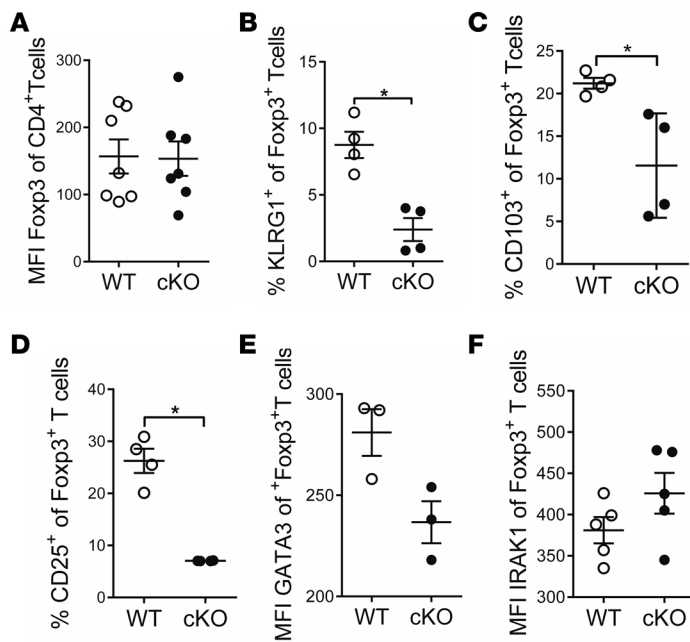 A
MFI Foxp3 of CD4+Tcells
300
200
100
0
WT
cKO
B
% KLRG1+ of Foxp3+ Tcells
15
10
5
0
*
WT
cKO
C
% CD103+ of Foxp3+ Tcells
25
20
15
10
5
0
*
WT
cKO
D
% CD25+ of Foxp3+ T cells
40
30
20
10
0
*
WT
cKO
E
MFI GATA3 of +Foxp3+T cells
300
250
200
WT
cKO
F
MFI IRAK1 of Foxp3+ T cells
550
500
450
400
350
300
WT
cKO